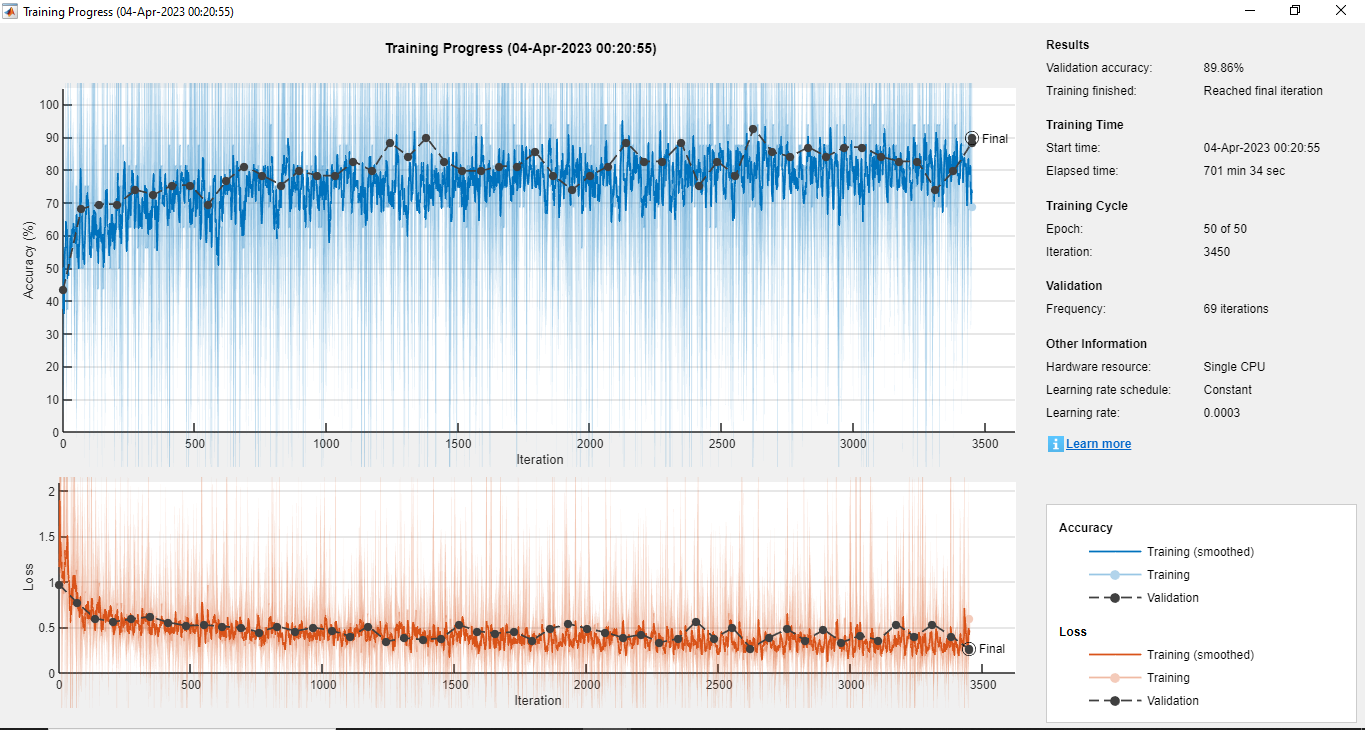 Training Progress (04-Apr-2023 00:20:55)
Training Progress (04-Apr-2023 00:20:55)
100
90
80
70
60
50
40
30
20
10
0
Accuracy (%)
0 500 1000 1500 2000 2500 3000 3500
Iteration
Final
2
1.5
1
0.5
0
Loss
0 500 1000 1500 2000 2500 3000 3500
Iteration
Final
Results
Validation accuracy: 89.86%
Training finished: Reached final iteration
Training Time
Start time: 04-Apr-2023 00:20:55
Elapsed time: 701 min 34 sec
Training Cycle
Epoch: 50 of 50
Iteration: 3450
Validation
Frequency: 69 iterations
Other Information
Hardware resource: Single CPU
Learning rate schedule: Constant
Learning rate: 0.0003
i Learn more
Accuracy
Training (smoothed)
Training
Validation
Loss
Training (smoothed)
Training
Validation